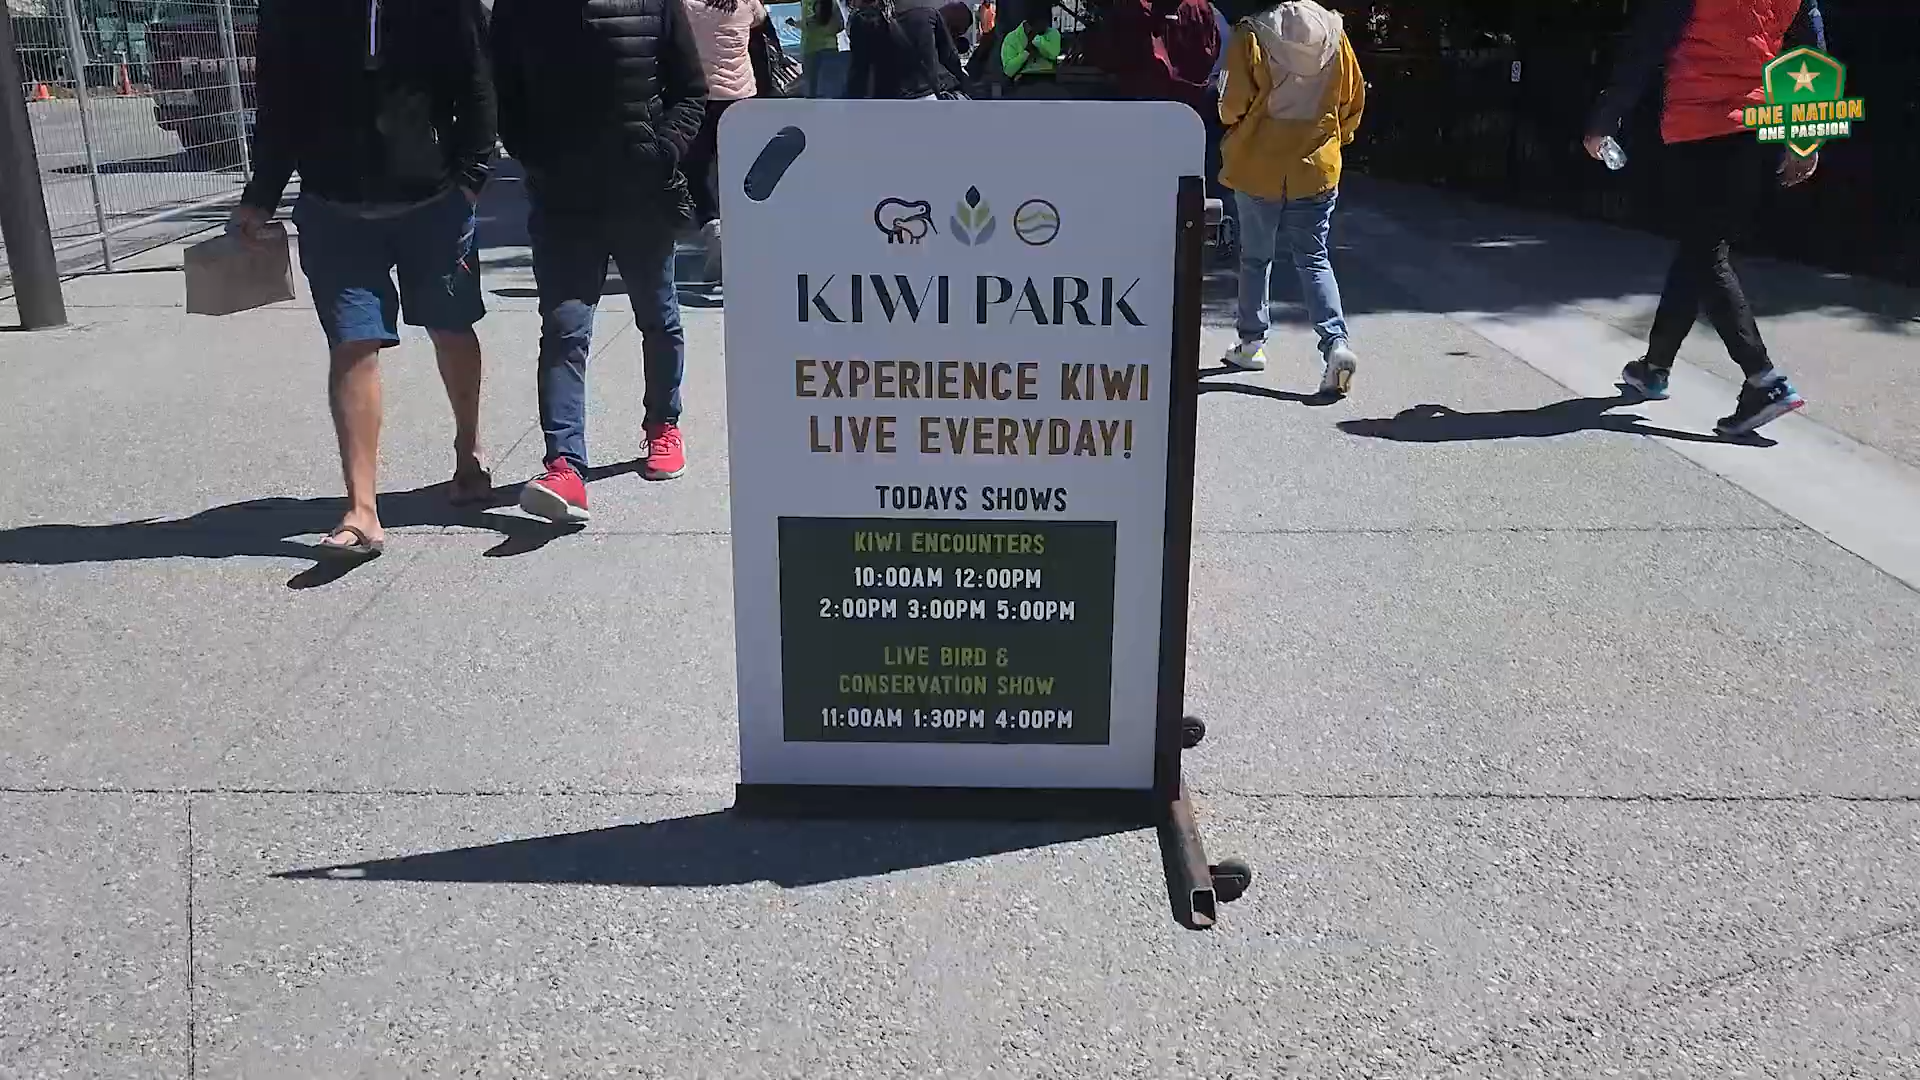 ONE NATION
ONE PASSION
KIWI PARK
EXPERIENCE KIWI
LIVE EVERYDAY!
TODAYS SHOWS
KIWI ENCOUNTERS
10:00AM 12:00PM
2:00PM 3:00PM 5:00PM
LIVE BIRD &
CONSERVATION SHOW
11:00AM 1:30PM 4:00PM